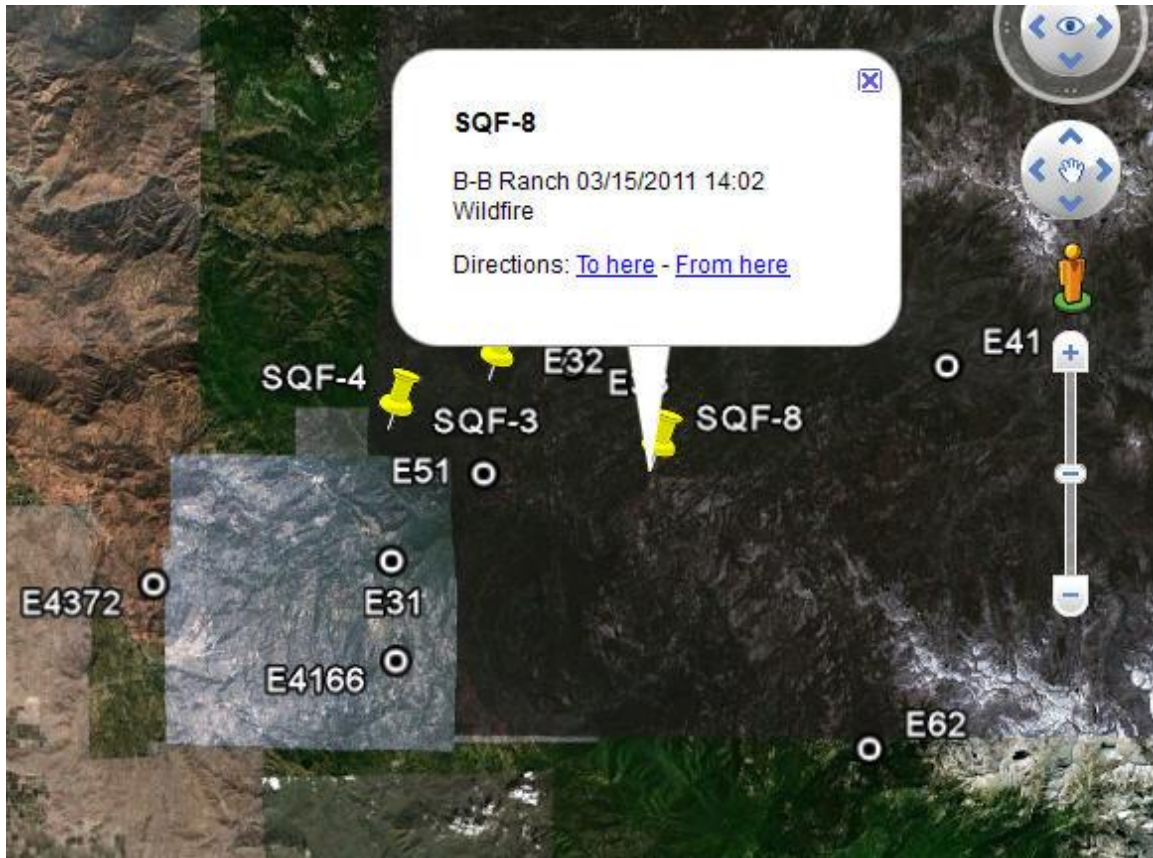 SQF-8
B-B Ranch 03/15/2011 14:02
Wildfire
Directions: To here - From here
E41
E32
SQF-4
SQF-3
SQF-8
E51
E4372
E31
E4166
E62